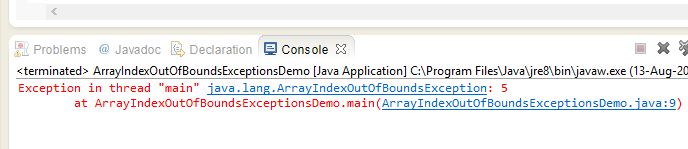 Problems @ Javadoc Declaration Console
<terminated> ArrayIndexOutOfBoundsExceptionsDemo [Java Application] C:\Program Files\Java\jre8\bin\javaw.exe (13-Aug-20
Exception in thread "main" java.lang.ArrayIndexOutOfBoundsException: 5
at ArrayIndexOutOfBoundsExceptionsDemo.main(ArrayIndexOutOfBoundsExceptionsDemo.java:9)